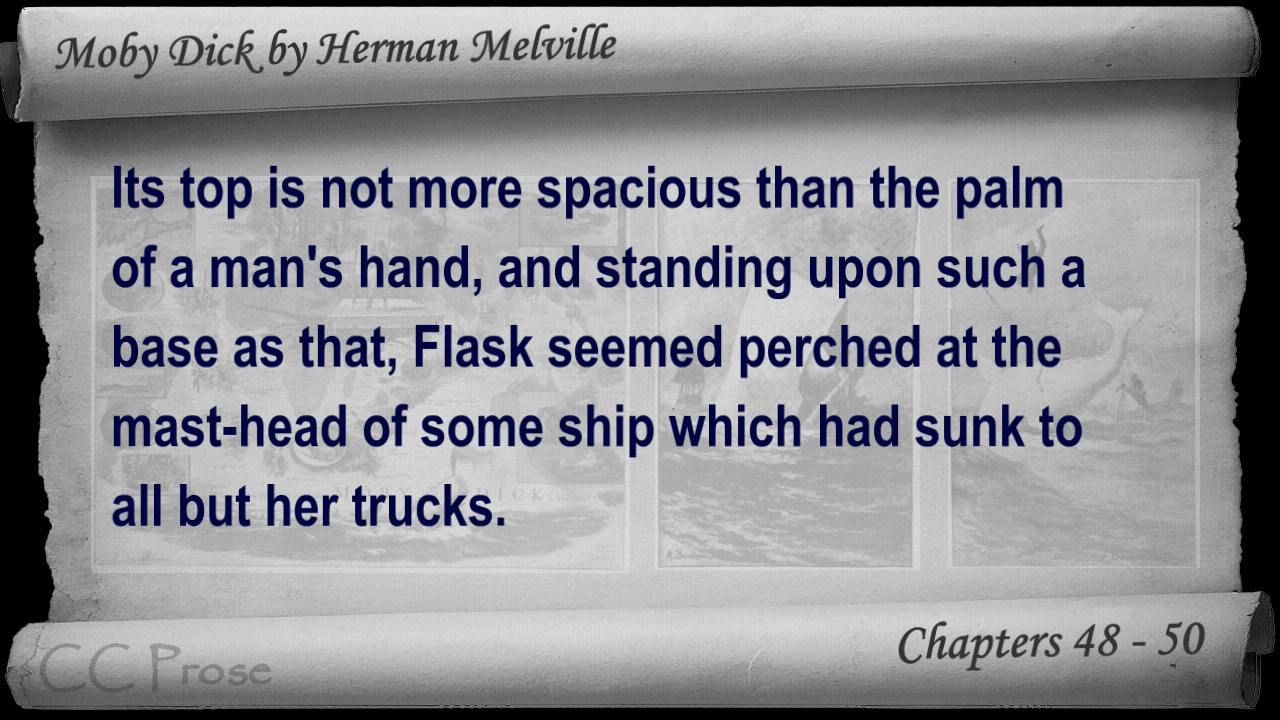 Moby Dick by Herman Melville
Its top is not more spacious than the palm
of a man's hand, and standing upon such a
base as that, Flask seemed perched at the
mast-head of some ship which had sunk to
all but her trucks.
Chapters 48 - 50
CC Prose